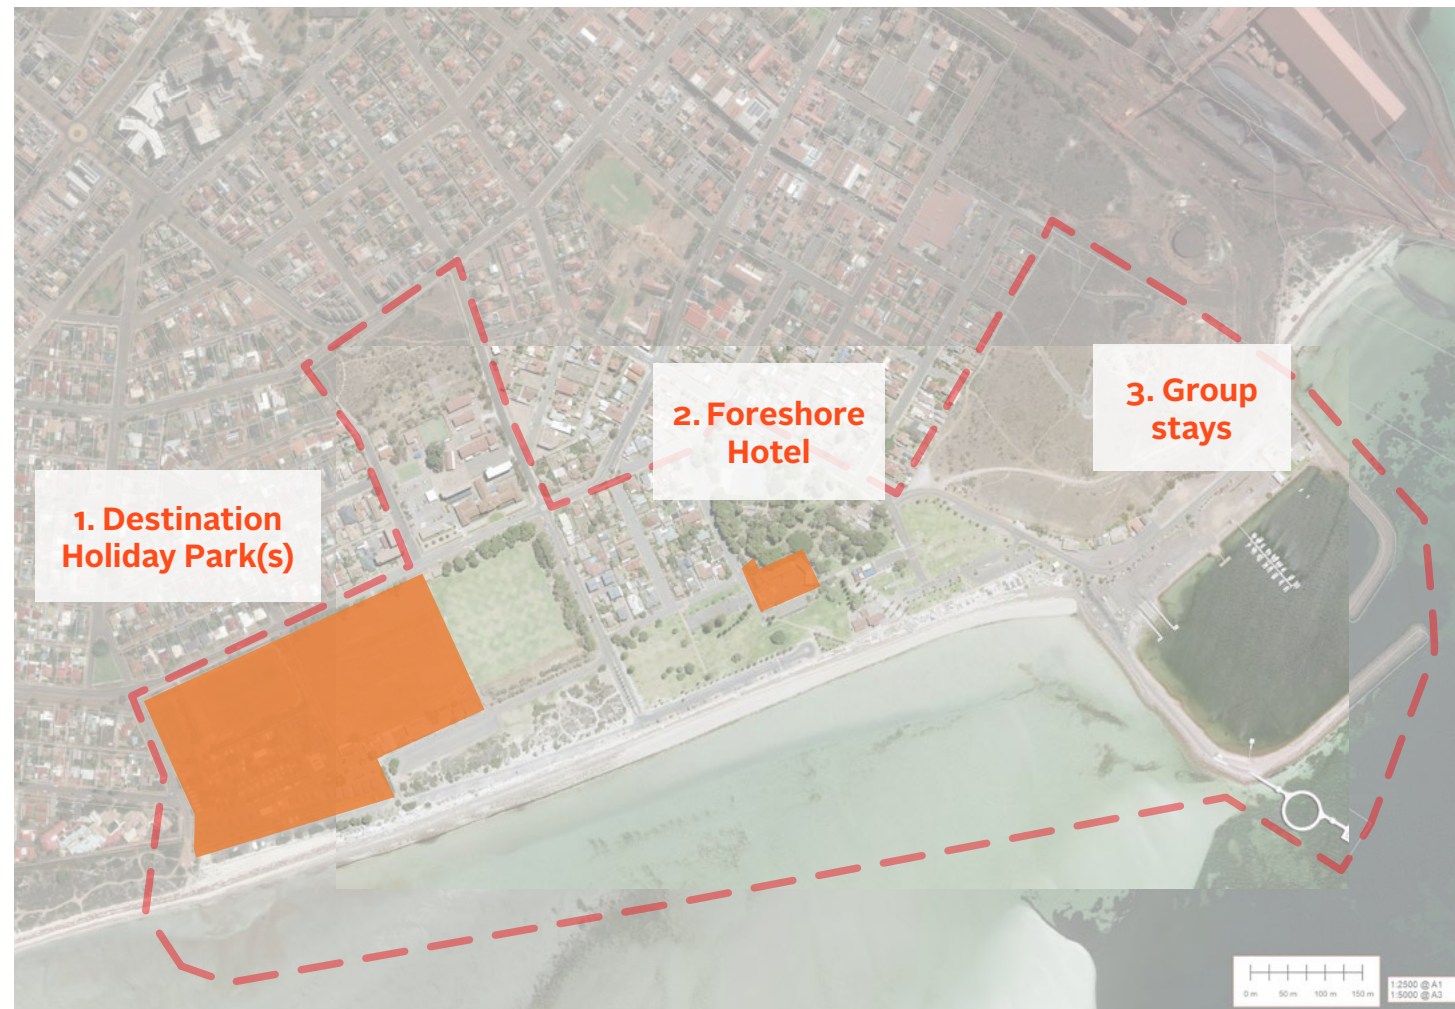 1. Destination
Holiday Park(s)
2. Foreshore
Hotel
3. Group
stays
0 m 50 m 100 m 150 m
1:2500 @ A1
1:5000 @ A3